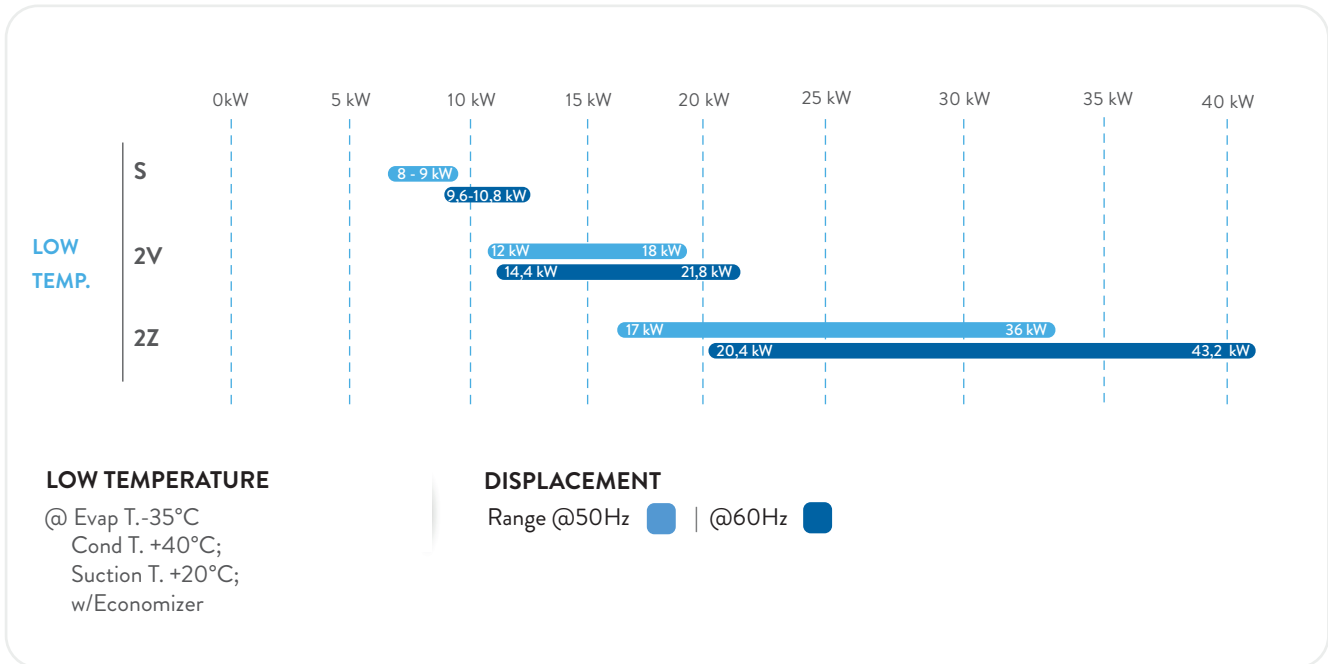 0kW 5 kW 10 kW 15 kW 20 kW 25 kW 30 kW 35 kW 40 kW
S
8 - 9 kW
9,6-10,8 kW
LOW
TEMP.
2V
12 kW 18 kW
14,4 kW 21,8 kW
2Z
17 kW 36 kW
20,4 kW 43,2 kW
LOW TEMPERATURE
@ Evap T.-35°C
Cond T. +40°C;
Suction T. +20°C;
w/Economizer
DISPLACEMENT
Range @50Hz | @60Hz